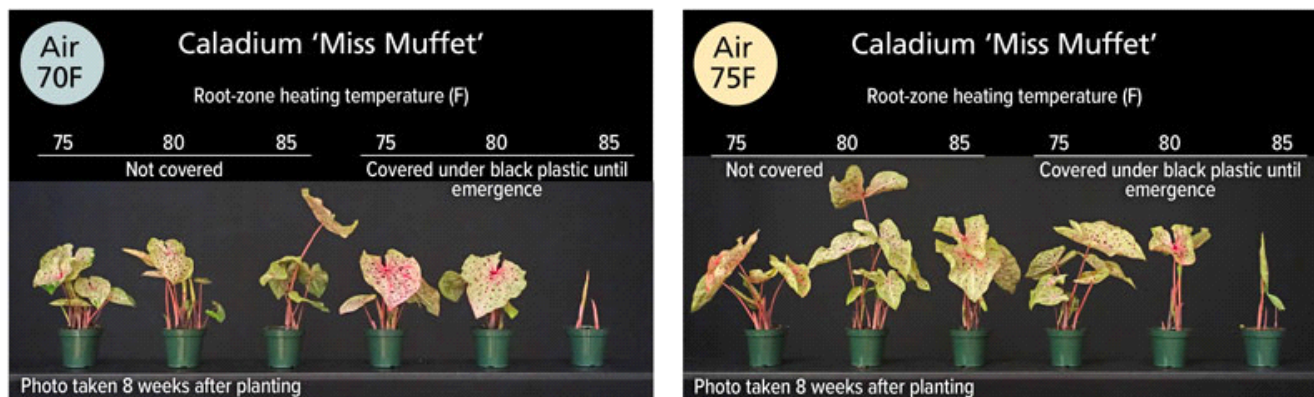 Air
70F
Caladium ‘Miss Muffet’
Root-zone heating temperature (F)
75 80 85 75 80 85
Not covered Covered under black plastic until
emergence
Photo taken 8 weeks after planting
Air
75F
Caladium ‘Miss Muffet’
Root-zone heating temperature (F)
75 80 85 75 80 85
Not covered Covered under black plastic until
emergence
Photo taken 8 weeks after planting